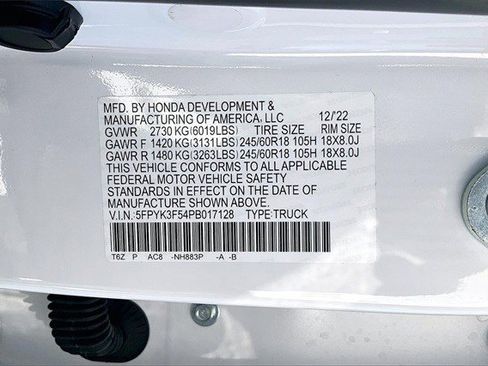 MFD. BY HONDA DEVELOPMENT &
MANUFACTURING OF AMERICA, LLC 12/'22
GVWR 2730 KG(6019LBS) TIRE SIZE RIM SIZE
GAWR F 1420 KG(3131LBS) 245/60R18 105H 18X8.0J
GAWR R 1480 KG(3263LBS) 245/60R18 105H 18X8.0J
THIS VEHICLE CONFORMS TO ALL APPLICABLE
FEDERAL MOTOR VEHICLE SAFETY
STANDARDS IN EFFECT ON THE DATE OF
MANUFACTURE SHOWN ABOVE.
V.I.N.:5FPYK3F54PB017128 TYPE:TRUCK
T6Z P AC8 -NH883P -A -B